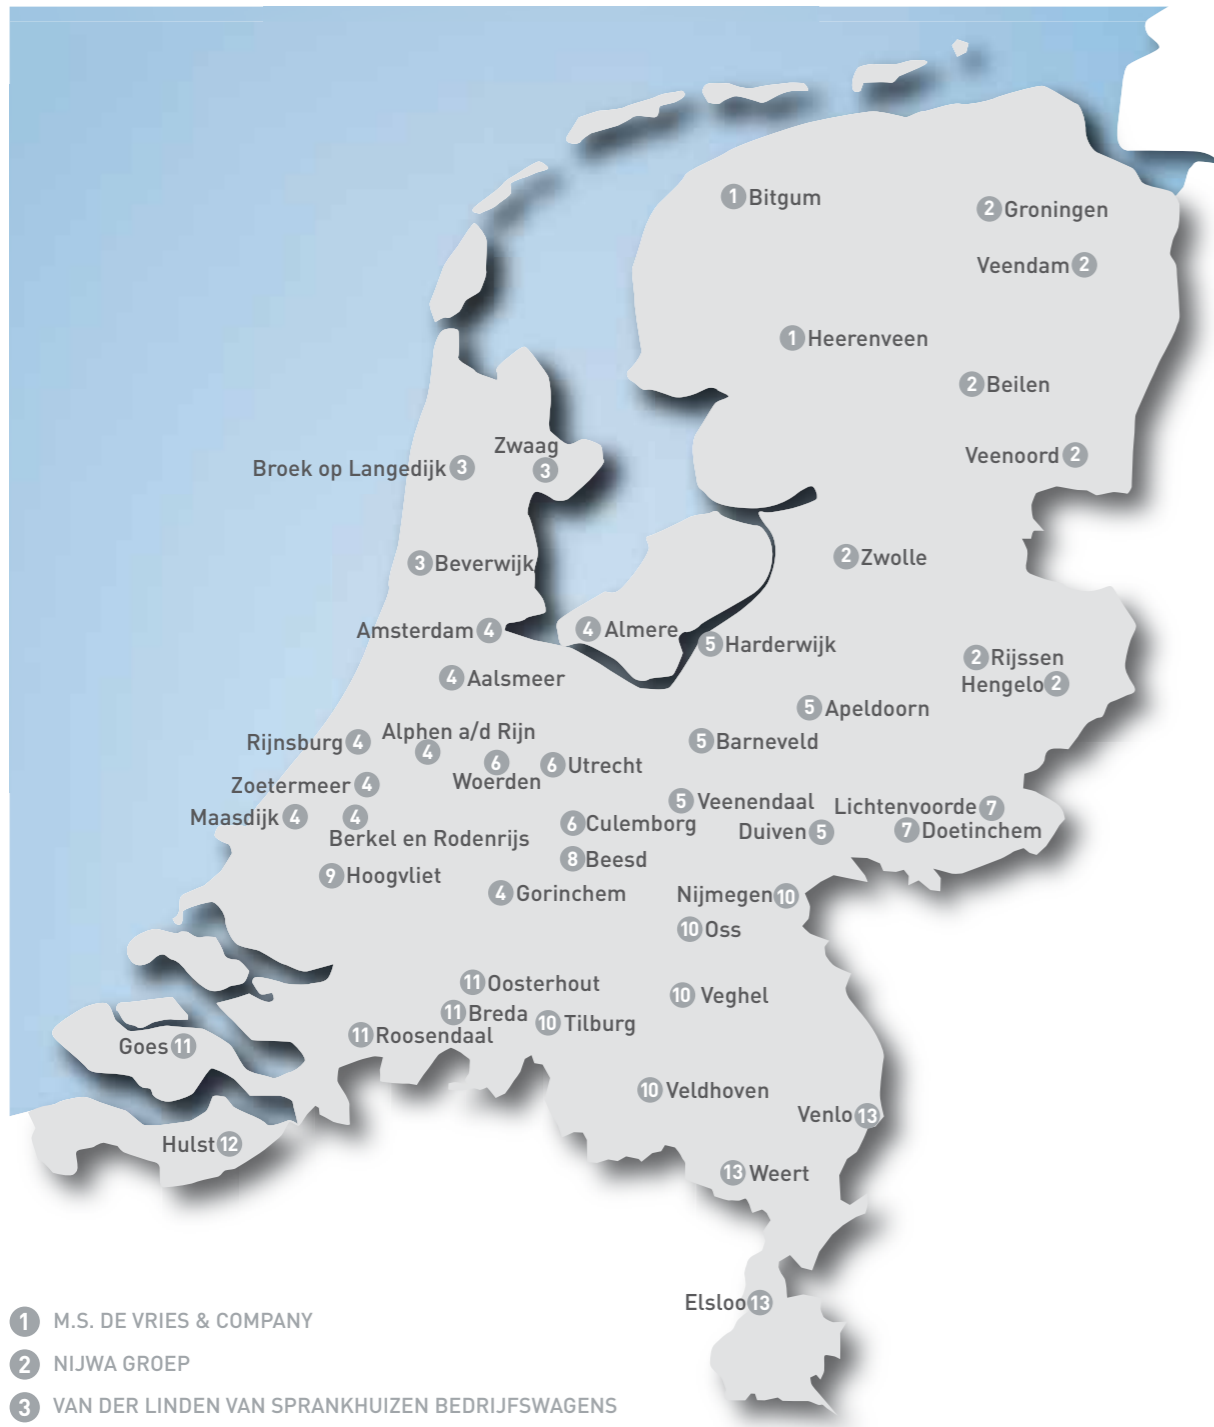 1 Bitgum
2 Groningen
Veendam 2
1 Heerenveen
2 Beilen
Zwaag
3
Broek op Langedijk 3
Veenoord 2
3 Beverwijk
2 Zwolle
Amsterdam 4
4 Almere
5 Harderwijk
2 Rijssen
4 Aalsmeer
Hengelo 2
5 Apeldoorn
Alphen a/d Rijn
4
Rijnsburg 4
5 Barneveld
6
Woerden
6 Utrecht
Zoetermeer 4
5 Veenendaal
Lichtenvoorde 7
Maasdijk 4
4
Berkel en Rodenrijs
6 Culemborg
Duiven 5
7 Doetinchem
8 Beesd
9 Hoogvliet
4 Gorinchem
Nijmegen 10
10 Oss
11 Oosterhout
10 Veghel
11 Breda
10 Tilburg
11 Roosendaal
Goes 11
10 Veldhoven
Venlo 13
Hulst 12
13 Weert
Elsloo 13
1 M.S. DE VRIES & COMPANY
2 NIJWA GROEP
3 VAN DER LINDEN VAN SPRANKHUIZEN BEDRIJFSWAGENS